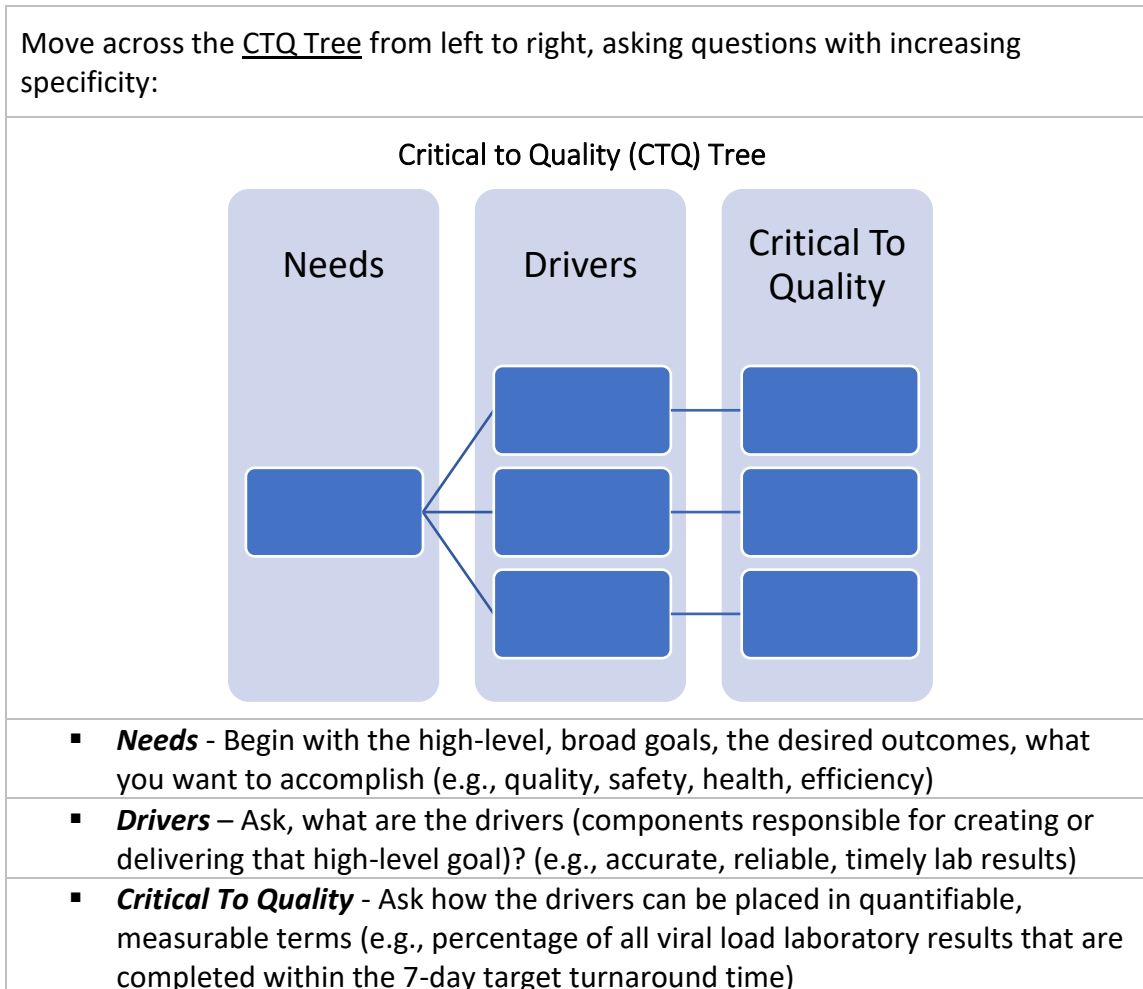 Move across the CTQ Tree from left to right, asking questions with increasing
specificity:
Critical to Quality (CTQ) Tree
Needs
Drivers
Critical To
Quality
▪ Needs - Begin with the high-level, broad goals, the desired outcomes, what
you want to accomplish (e.g., quality, safety, health, efficiency)
▪ Drivers – Ask, what are the drivers (components responsible for creating or
delivering that high-level goal)? (e.g., accurate, reliable, timely lab results)
▪ Critical To Quality - Ask how the drivers can be placed in quantifiable,
measurable terms (e.g., percentage of all viral load laboratory results that are
completed within the 7-day target turnaround time)